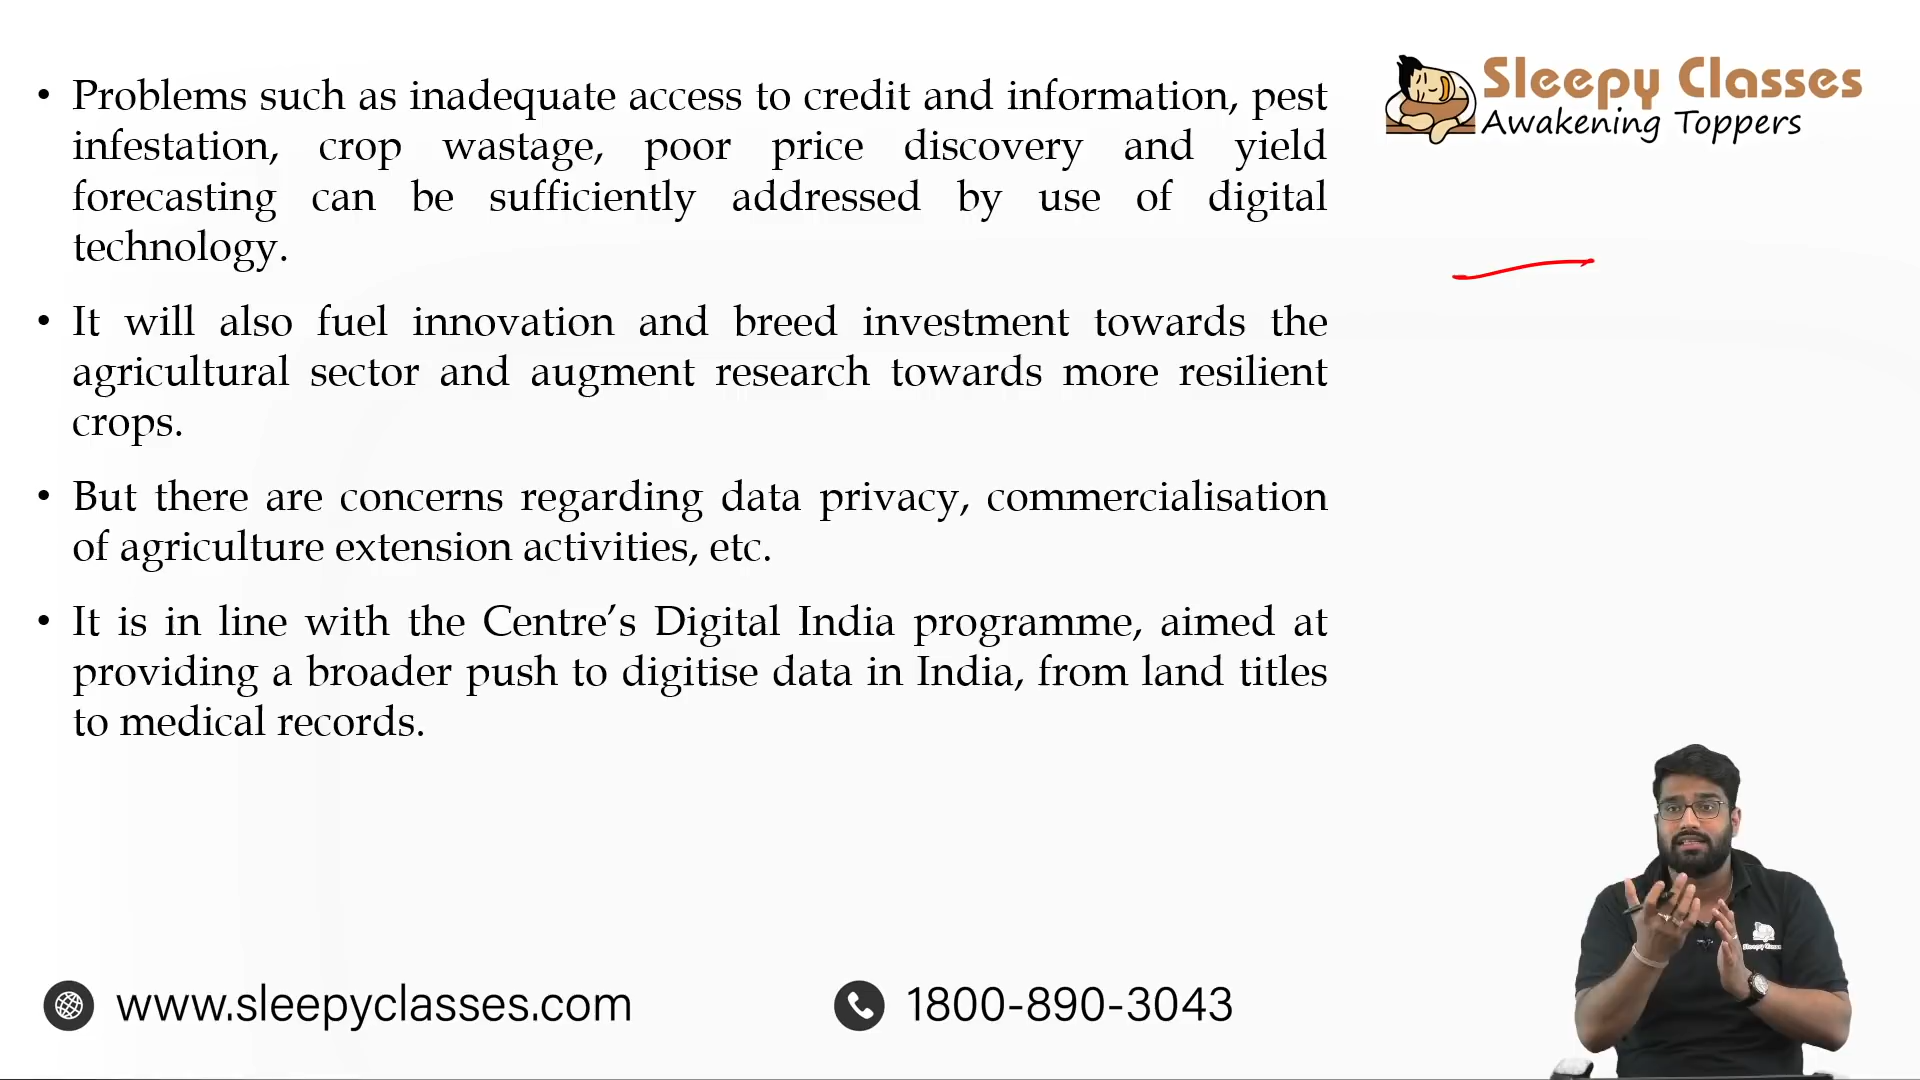 Sleepy Classes
Awakening Toppers
• Problems such as inadequate access to credit and information, pest
infestation, crop wastage, poor price discovery and yield
forecasting can be sufficiently addressed by use of digital
technology.
• It will also fuel innovation and breed investment towards the
agricultural sector and augment research towards more resilient
crops.
• But there are concerns regarding data privacy, commercialisation
of agriculture extension activities, etc.
• It is in line with the Centre’s Digital India programme, aimed at
providing a broader push to digitise data in India, from land titles
to medical records.
www.sleepyclasses.com
1800-890-3043